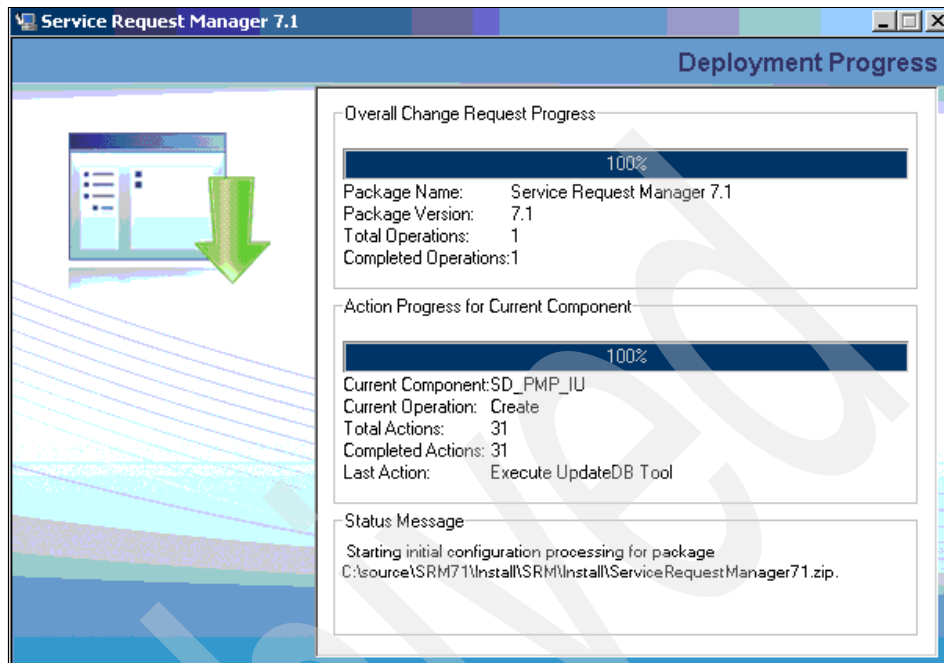 Service Request Manager 7.1
Deployment Progress
Overall Change Request Progress
100%
Package Name: Service Request Manager 7.1
Package Version: 7.1
Total Operations: 1
Completed Operations:1
Action Progress for Current Component
100%
Current Component:SD_PMP_IU
Current Operation: Create
Total Actions: 31
Completed Actions: 31
Last Action: Execute UpdateDB Tool
Status Message
Starting initial configuration processing for package
C:\source\SRM71\Install\SRM\Install\ServiceRequestManager71.zip.